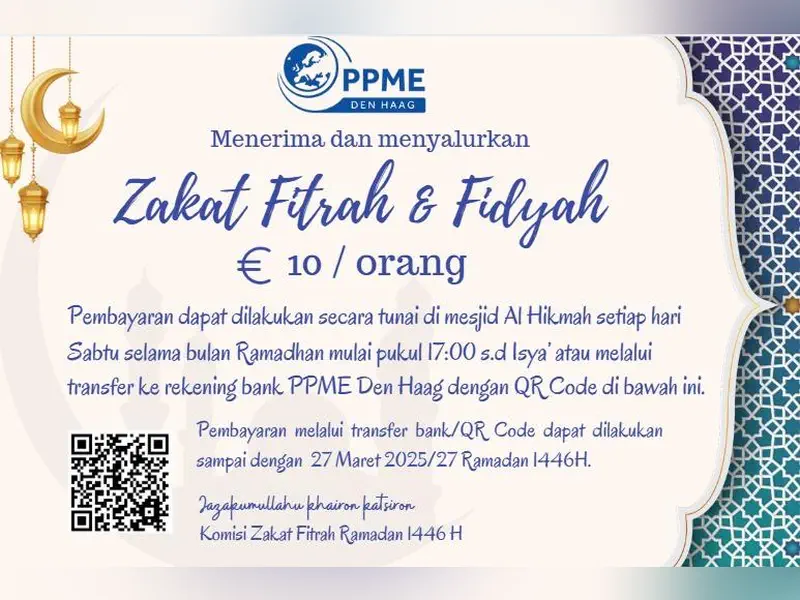 PPME
DEN HAAG
Menerima dan menyalurkan
Zakat Fitrah & Fidyah
€ 10 / orang
Pembayaran dapat dilakukan secara tunai di mesjid Al Hikmah setiap hari
Sabtu selama bulan Ramadhan mulai pukul 17:00 s.d Isya' atau melalui
transfer ke rekening bank PPME Den Haag dengan QR Code di bawah ini.
Pembayaran melalui transfer bank/QR Code dapat dilakukan
sampai dengan 27 Maret 2025/27 Ramadan 1446H.
Jazakumullahu khairon katsiron
Komisi Zakat Fitrah Ramadan 1446 H